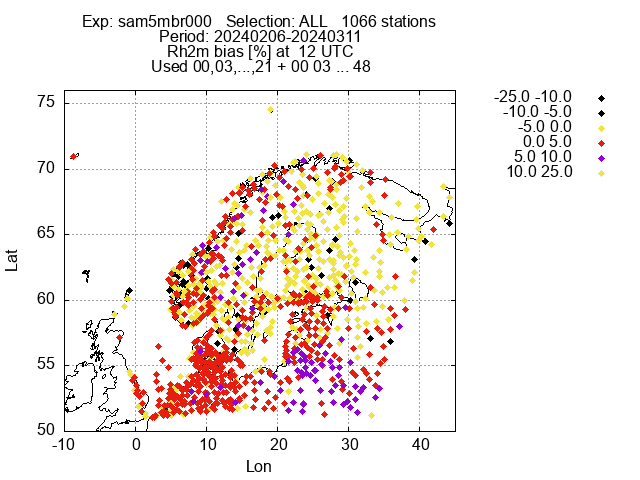 Exp: sam5mbr000   Selection: ALL   1066 stations
Period: 20240206-20240311
Rh2m bias [%] at  12 UTC
Used 00,03,...,21 + 00 03 ... 48
-25.0 -10.0
-10.0 -5.0
-5.0 0.0
0.0 5.0
5.0 10.0
10.0 25.0
75
70
65
60
55
50
Lat
-10 0 10 20 30 40
Lon